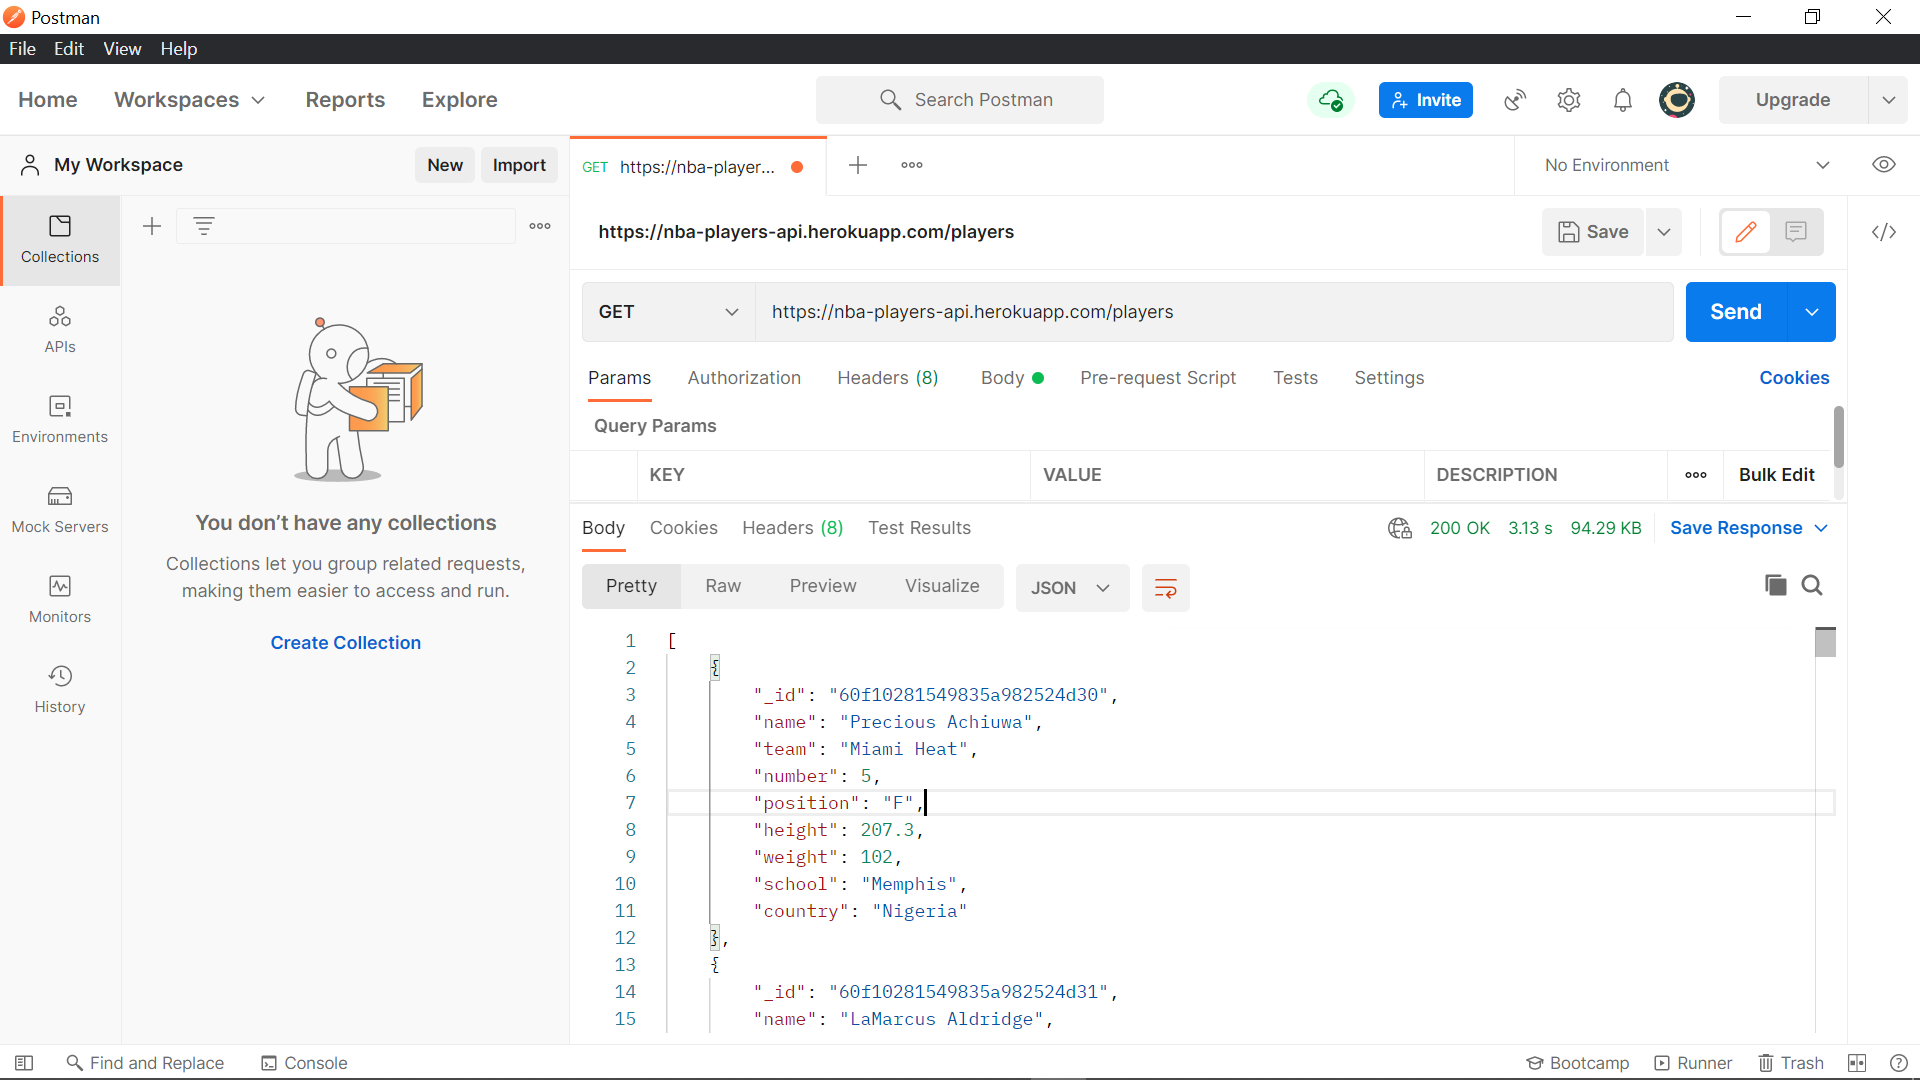 Postman
File Edit View Help
Home Workspaces Reports Explore
Search Postman
Invite
Upgrade
My Workspace
New Import
GET https://nba-player...
No Environment
Collections
APIs
Environments
Mock Servers
Monitors
History
You don’t have any collections
Collections let you group related requests,
making them easier to access and run.
Create Collection
https://nba-players-api.herokuapp.com/players
Save
GET https://nba-players-api.herokuapp.com/players
Send
Params Authorization Headers (8) Body Pre-request Script Tests Settings
Cookies
Query Params
KEY VALUE DESCRIPTION
Bulk Edit
Body Cookies Headers (8) Test Results
200 OK 3.13 s 94.29 KB Save Response
Pretty Raw Preview Visualize JSON
1 [
2 {
3 "_id": "60f10281549835a982524d30",
4 "name": "Precious Achiuwa",
5 "team": "Miami Heat",
6 "number": 5,
7 "position": "F",
8 "height": 207.3,
9 "weight": 102,
10 "school": "Memphis",
11 "country": "Nigeria"
12 },
13 {
14 "_id": "60f10281549835a982524d31",
15 "name": "LaMarcus Aldridge",
Find and Replace Console
Bootcamp Runner Trash